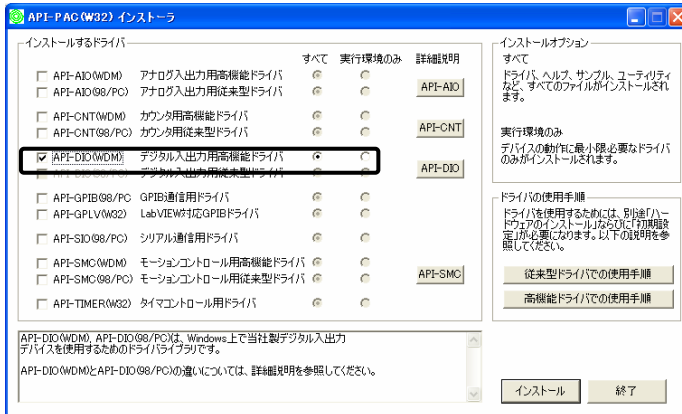 API-PAC(W32) インストーラ
インストールするドライバ
すべて 実行環境のみ 詳細説明
API-AIO(WDM) アナログ入出力用高機能ドライバ
API-AIO(98/PC) アナログ入出力用従来型ドライバ
API-AIO
API-CNT(WDM) カウンタ用高機能ドライバ
API-CNT(98/PC) カウンタ用従来型ドライバ
API-CNT
API-DIO(WDM) デジタル入出力用高機能ドライバ
API-DIO(98/PC) デジタル入出力用従来型ドライバ
API-DIO
API-GPIB(98/PC GPIB通信用ドライバ
API-GPLV(W32) LabVIEW対応GPIBドライバ
API-SIO(98/PC) シリアル通信用ドライバ
API-SMC(WDM) モーションコントロール用高機能ドライバ
API-SMC(98/PC) モーションコントロール用従来型ドライバ
API-SMC
API-TIMER(W32) タイマコントロール用ドライバ
インストールオプション
すべて
ドライバ、ヘルプ、サンプル、ユーティリティ
など、すべてのファイルがインストールされ
ます。
実行環境のみ
デバイスの動作に最小限必要なドライバ
のみがインストールされます。
ドライバの使用手順
ドライバを使用するためには、別途「ハー
ドウェアのインストール」ならびに「初期設
定」が必要になります。以下の説明を参
照してください。
従来型ドライバでの使用手順
高機能ドライバでの使用手順
API-DIO(WDM), API-DIO(98/PC)は、Windows上で当社製デジタル入出力
デバイスを使用するためのドライバライブラリです。
API-DIO(WDM)とAPI-DIO(98/PC)の違いについては、詳細説明を参照してください。
インストール 終了